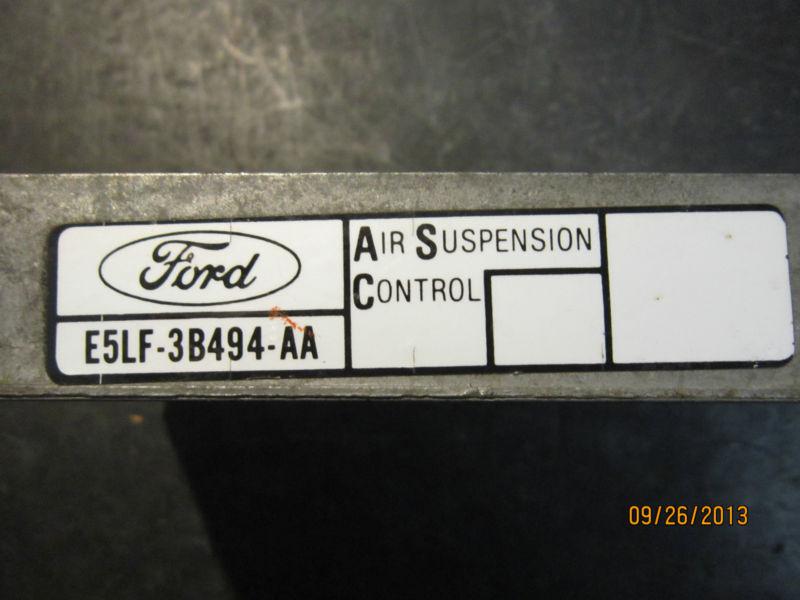 Ford
E5LF-3B494-AA
AIR SUSPENSION
CONTROL
09/26/2013